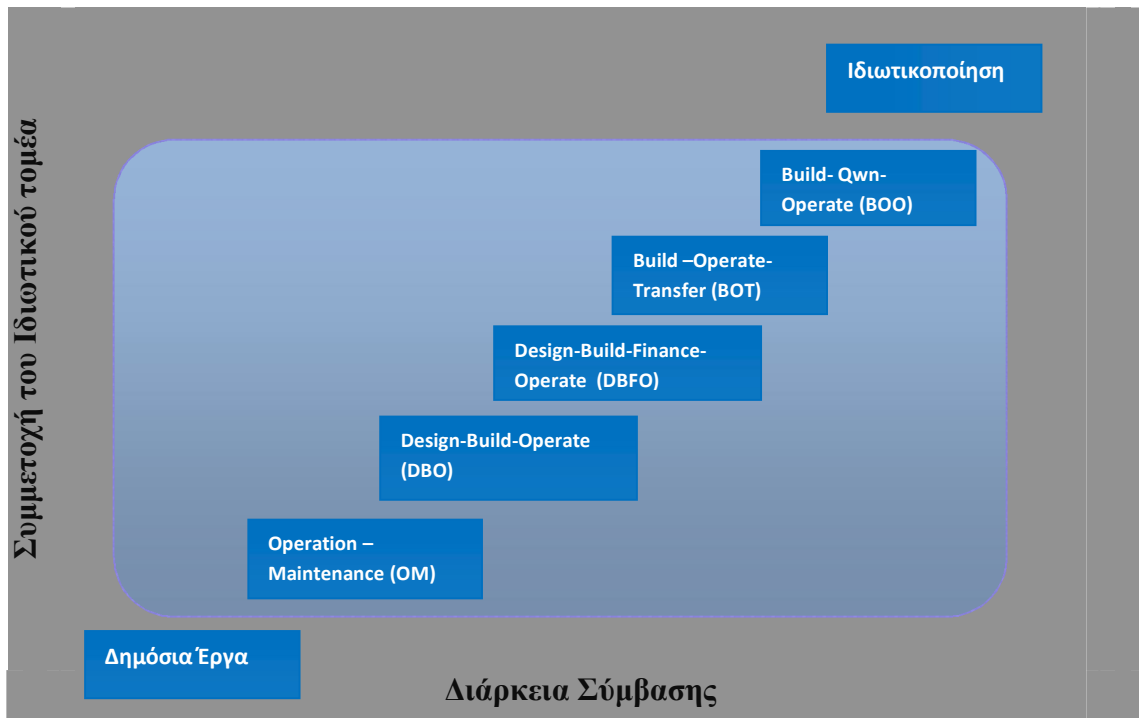 Συμμετοχή του Ιδιωτικού τομέα
Ιδιωτικοποίηση
Build- Qwn-
Operate (BOO)
Build –Operate-
Transfer (BOT)
Design-Build-Finance-
Operate (DBFO)
Design-Build-Operate
(DBO)
Operation –
Maintenance (OM)
Δημόσια Έργα
Διάρκεια Σύμβασης